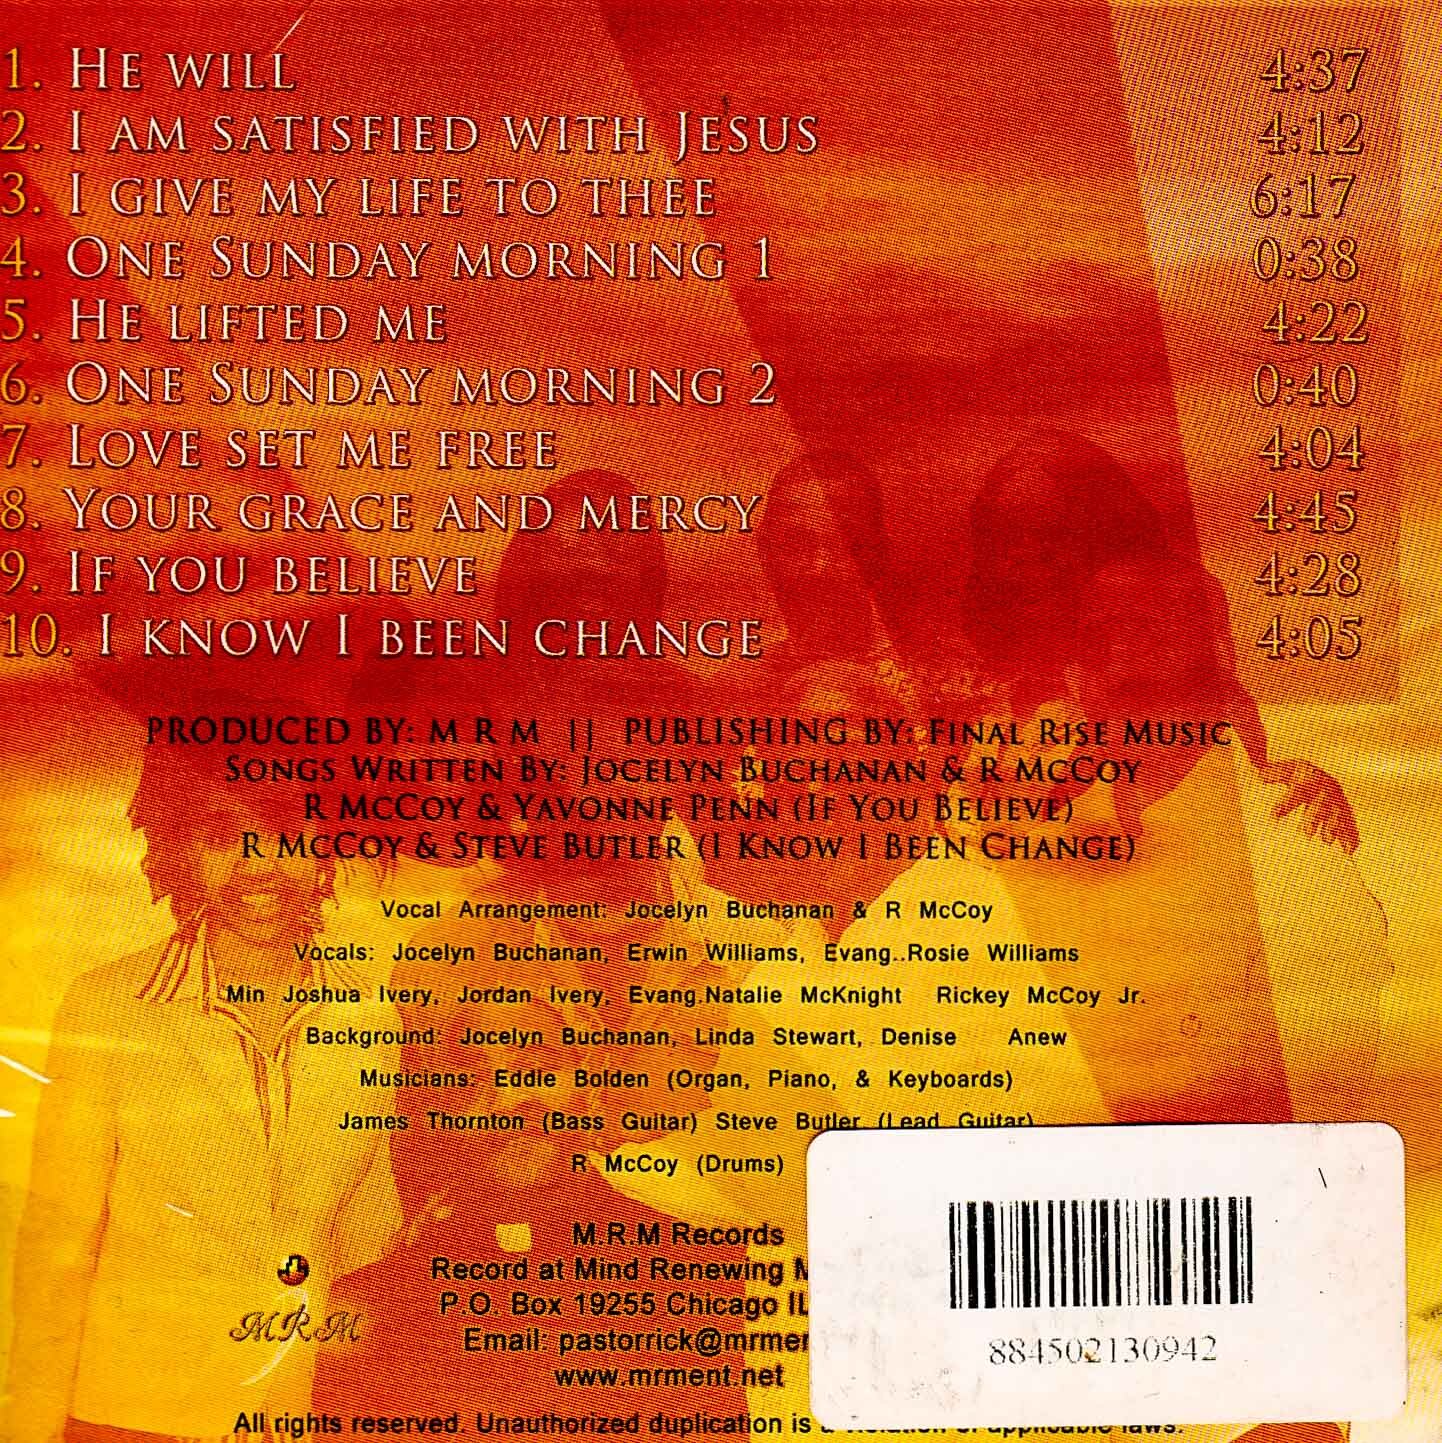 1. He will 4:37
2. I am satisfied with Jesus 4:12
3. I give my life to thee 6:17
4. One Sunday morning 1 0:38
5. He lifted me 4:22
6. One Sunday morning 2 0:40
7. Love set me free 4:04
8. Your grace and mercy 4:45
9. If you believe 4:28
10. I know I been change 4:05
PRODUCED BY: M R M || PUBLISHING BY: Final Rise Music
Songs Written By: Jocelyn Buchanan & R McCoy
R McCoy & Yavonne Penn (If You Believe)
R McCoy & Steve Butler (I Know I Been Change)
Vocal Arrangement: Jocelyn Buchanan & R McCoy
Vocals: Jocelyn Buchanan, Erwin Williams, Evang..Rosie Williams
Min Joshua Ivery, Jordan Ivery, Evang.Natalie McKnight Rickey McCoy Jr.
Background: Jocelyn Buchanan, Linda Stewart, Denise Anew
Musicians: Eddie Bolden (Organ, Piano, & Keyboards)
James Thornton (Bass Guitar) Steve Butler (Lead Guitar)
R McCoy (Drums)
M.R.M Records
Record at Mind Renewing
P.O. Box 19255 Chicago IL
Email: pastorrick@mrmen
www.mrment.net
MRM
884502130942
All rights reserved. Unauthorized duplication is a violation of applicable laws.